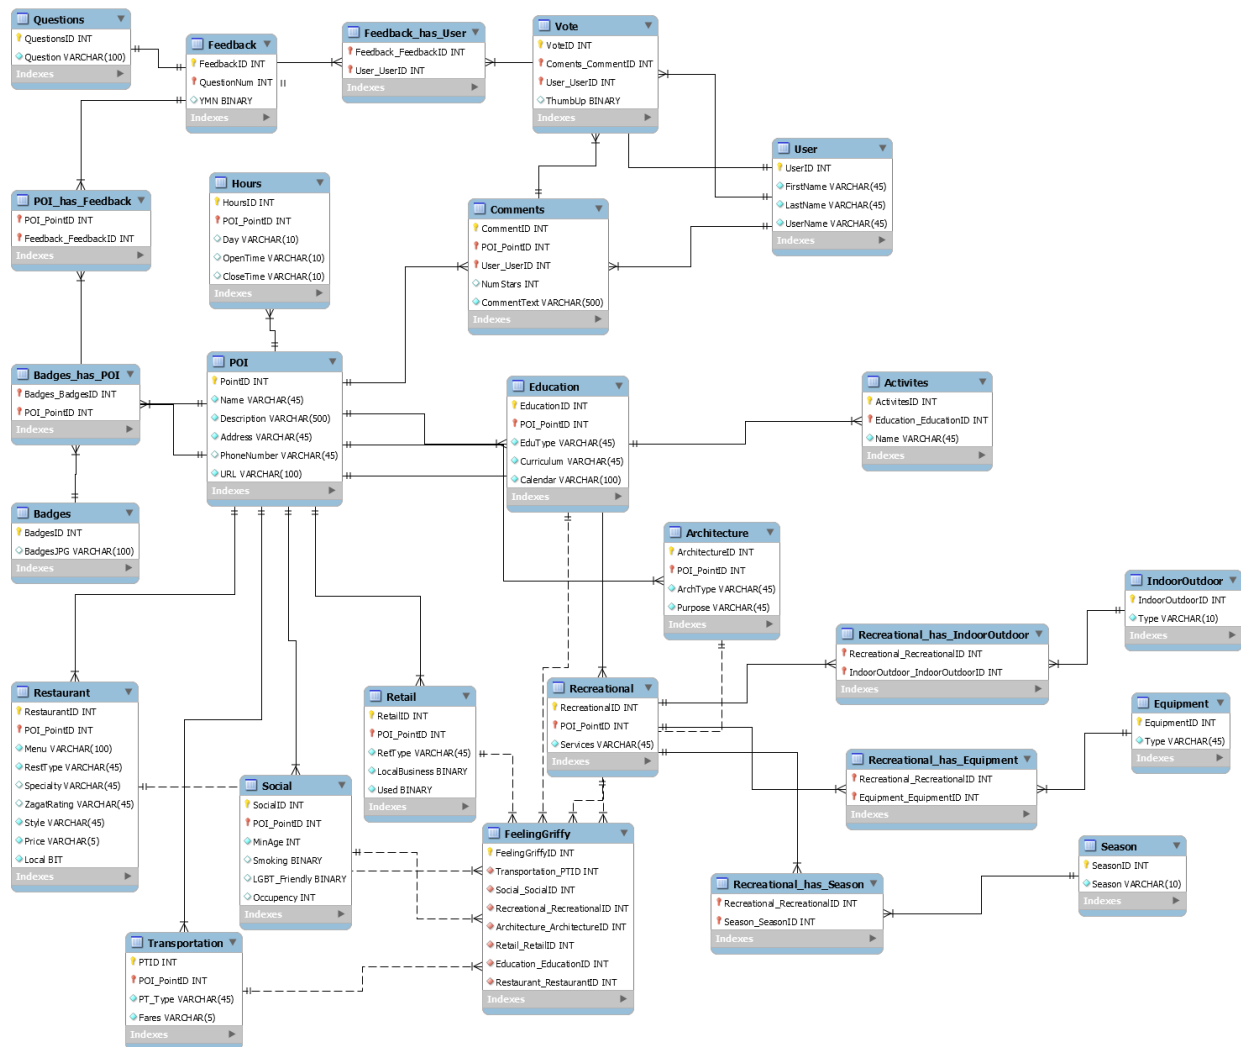 Questions
QuestionsID INT
Question VARCHAR(100)
Indexes
Feedback
FeedbackID INT
QuestionNum INT
YMN BINARY
Indexes
Feedback_has_User
Feedback_FeedbackID INT
User_UserID INT
Indexes
Vote
VoteID INT
Coments_CommentID INT
User_UserID INT
ThumbUp BINARY
Indexes
User
UserID INT
FirstName VARCHAR(45)
LastName VARCHAR(45)
UserName VARCHAR(45)
Indexes
POI_has_Feedback
POI_PointID INT
Feedback_FeedbackID INT
Indexes
Hours
HoursID INT
POI_PointID INT
Day VARCHAR(10)
OpenTime VARCHAR(10)
CloseTime VARCHAR(10)
Indexes
Comments
CommentID INT
POI_PointID INT
User_UserID INT
NumStars INT
CommentText VARCHAR(500)
Indexes
Badges_has_POI
Badges_BadgesID INT
POI_PointID INT
Indexes
POI
PointID INT
Name VARCHAR(45)
Description VARCHAR(500)
Address VARCHAR(45)
PhoneNumber VARCHAR(45)
URL VARCHAR(100)
Indexes
Education
EducationID INT
POI_PointID INT
EduType VARCHAR(45)
Curriculum VARCHAR(45)
Calendar VARCHAR(100)
Indexes
Activites
ActivitesID INT
Education_EducationID INT
Name VARCHAR(45)
Indexes
Badges
BadgesID INT
BadgesJPG VARCHAR(100)
Indexes
Architecture
ArchitectureID INT
POI_PointID INT
ArchType VARCHAR(45)
Purpose VARCHAR(45)
Indexes
IndoorOutdoor
IndoorOutdoorID INT
Type VARCHAR(10)
Indexes
Recreational_has_IndoorOutdoor
Recreational_RecreationalID INT
IndoorOutdoor_IndoorOutdoorID INT
Indexes
Restaurant
RestaurantID INT
POI_PointID INT
Menu VARCHAR(100)
RestType VARCHAR(45)
Specialty VARCHAR(45)
ZagatRating VARCHAR(45)
Style VARCHAR(45)
Price VARCHAR(5)
Local BIT
Indexes
Retail
RetailID INT
POI_PointID INT
RetType VARCHAR(45)
LocalBusiness BINARY
Used BINARY
Indexes
Recreational
RecreationalID INT
POI_PointID INT
Services VARCHAR(45)
Indexes
Equipment
EquipmentID INT
Type VARCHAR(45)
Indexes
Recreational_has_Equipment
Recreational_RecreationalID INT
Equipment_EquipmentID INT
Indexes
Social
SocialID INT
POI_PointID INT
MinAge INT
Smoking BINARY
LGBT_Friendly BINARY
Occupency INT
Indexes
FeelingGriffy
FeelingGriffyID INT
Transportation_PTID INT
Social_SocialID INT
Recreational_RecreationalID INT
Architecture_ArchitectureID INT
Retail_RetailID INT
Education_EducationID INT
Restaurant_RestaurantID INT
Indexes
Season
SeasonID INT
Season VARCHAR(10)
Indexes
Recreational_has_Season
Recreational_RecreationalID INT
Season_SeasonID INT
Indexes
Transportation
PTID INT
POI_PointID INT
PT_Type VARCHAR(45)
Fares VARCHAR(5)
Indexes